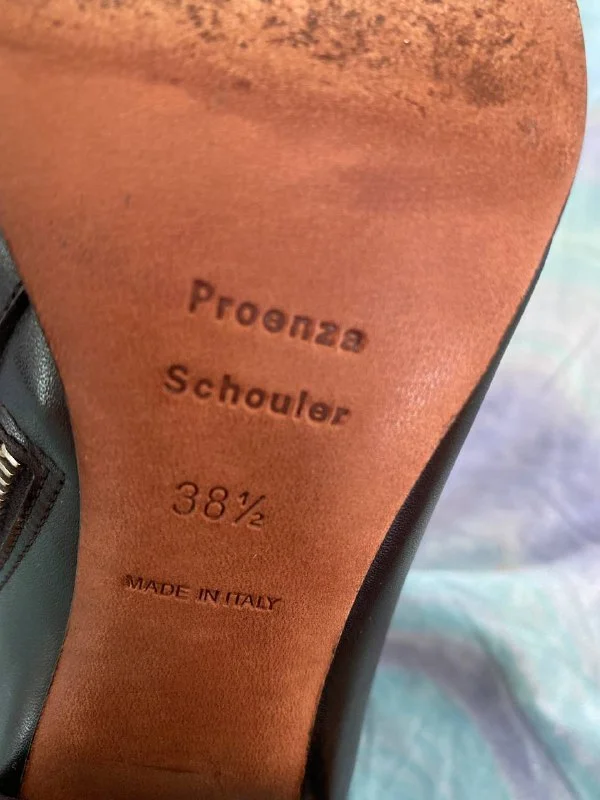 Proenza
Schouler
38½
MADE IN ITALY